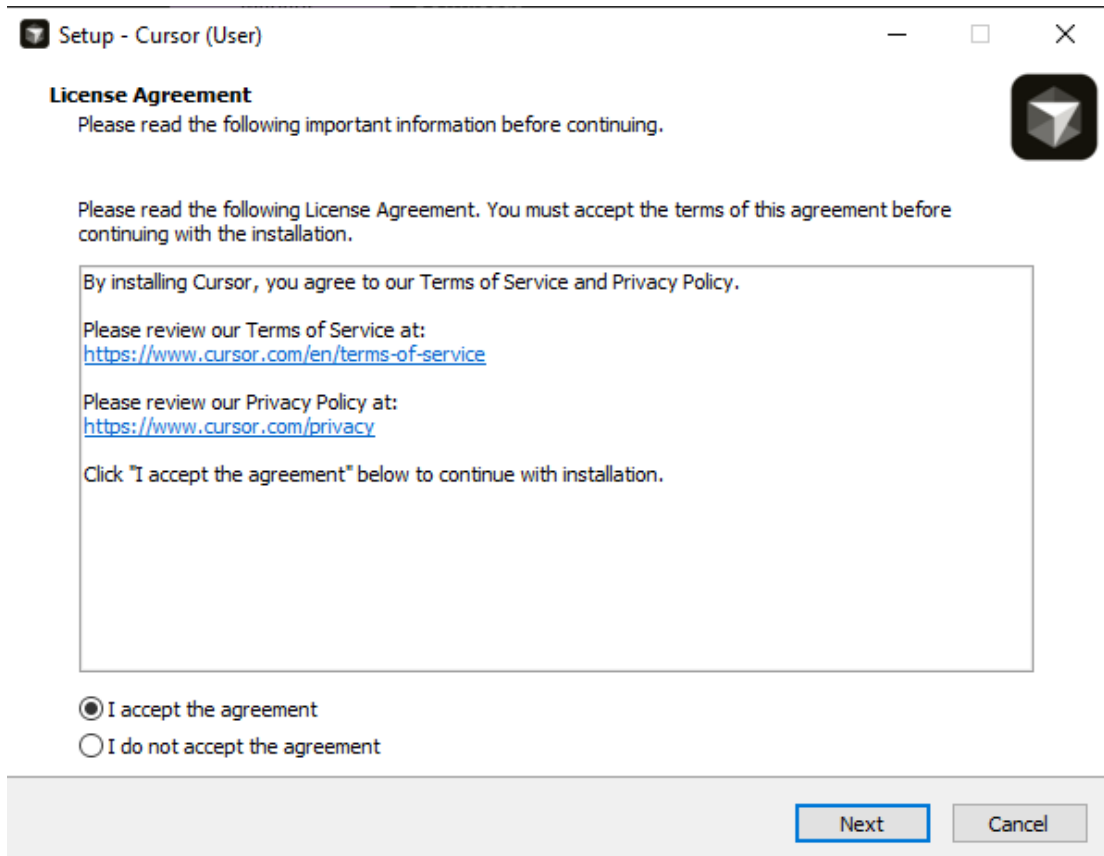 Setup - Cursor (User)
License Agreement
Please read the following important information before continuing.
Please read the following License Agreement. You must accept the terms of this agreement before
continuing with the installation.
By installing Cursor, you agree to our Terms of Service and Privacy Policy.
Please review our Terms of Service at:
https://www.cursor.com/en/terms-of-service
Please review our Privacy Policy at:
https://www.cursor.com/privacy
Click "I accept the agreement" below to continue with installation.
I accept the agreement
I do not accept the agreement
Next
Cancel